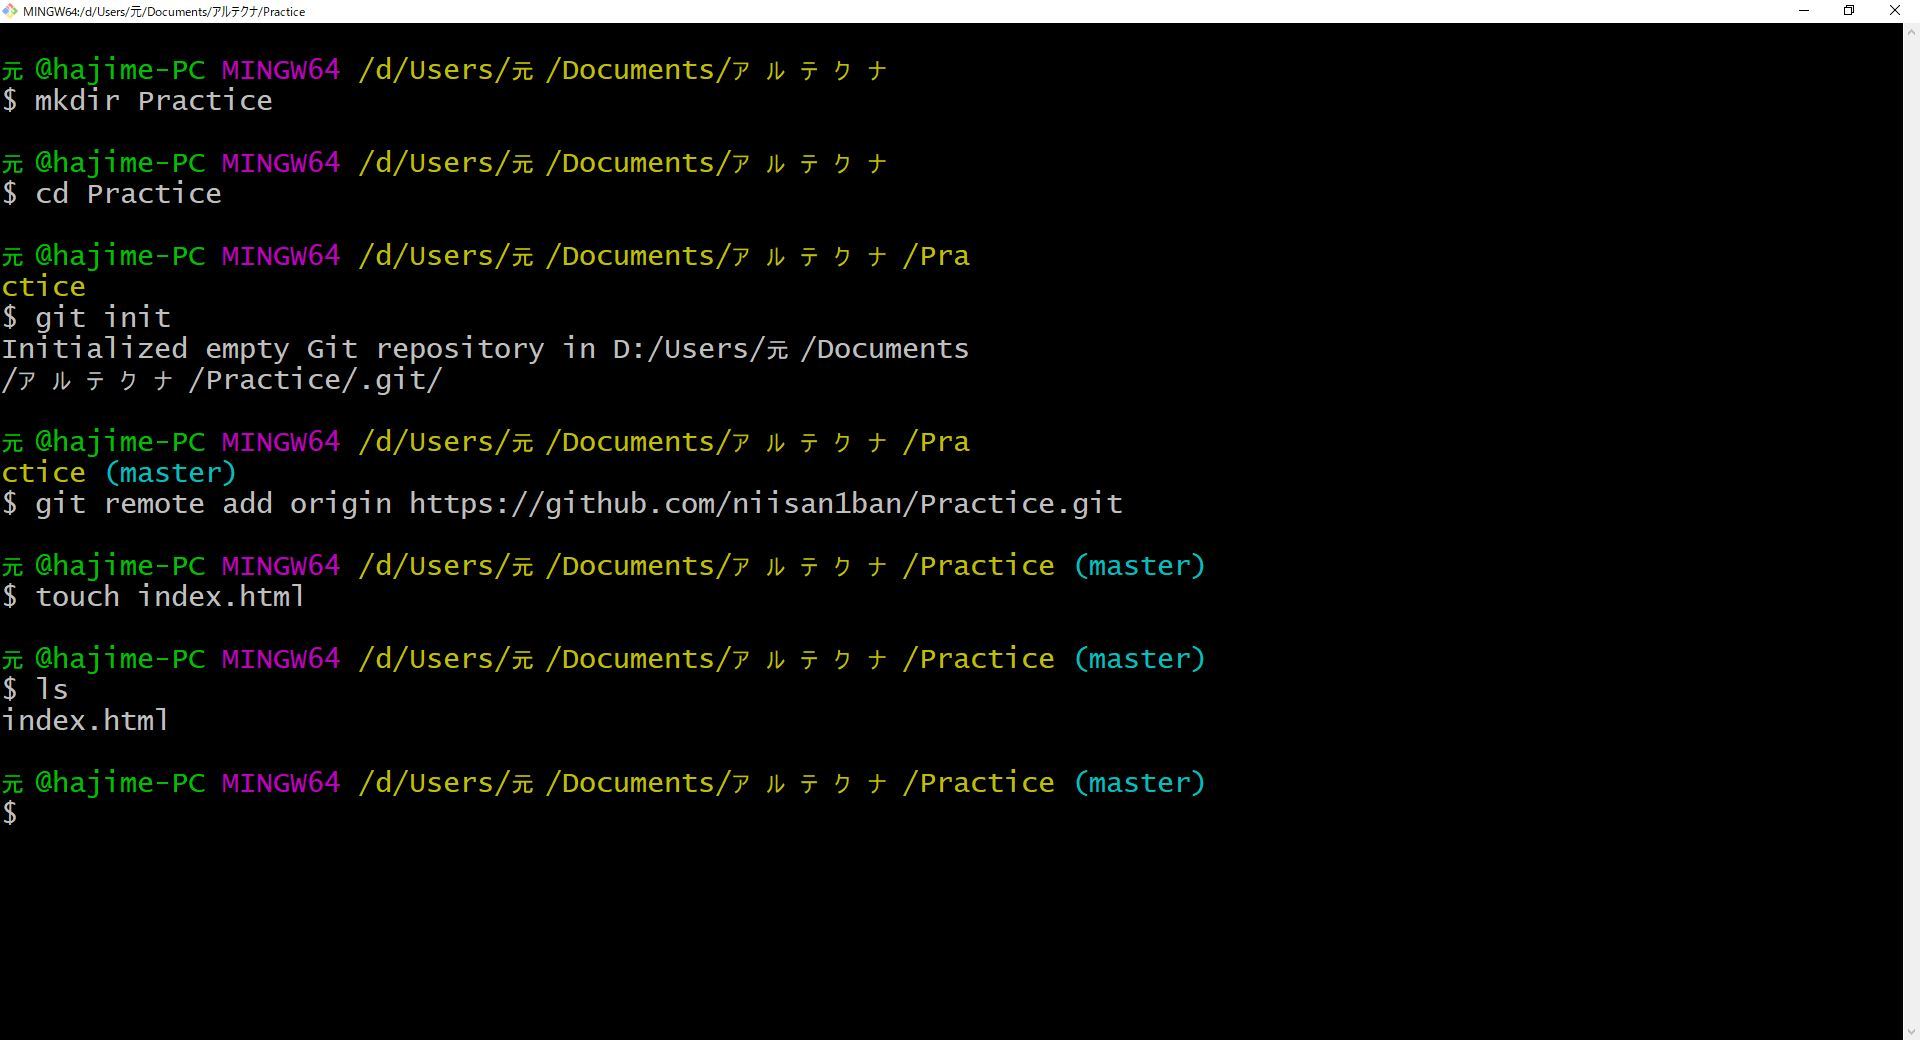 MINGW64:/d/Users/元/Documents/アルテクナ/Practice
元@hajime-PC MINGW64 /d/Users/元/Documents/アルテクナ
$ mkdir Practice
元@hajime-PC MINGW64 /d/Users/元/Documents/アルテクナ
$ cd Practice
元@hajime-PC MINGW64 /d/Users/元/Documents/アルテクナ/Pra
ctice
$ git init
Initialized empty Git repository in D:/Users/元/Documents
/アルテクナ/Practice/.git/
元@hajime-PC MINGW64 /d/Users/元/Documents/アルテクナ/Pra
ctice (master)
$ git remote add origin https://github.com/niisan1ban/Practice.git
元@hajime-PC MINGW64 /d/Users/元/Documents/アルテクナ/Practice (master)
$ touch index.html
元@hajime-PC MINGW64 /d/Users/元/Documents/アルテクナ/Practice (master)
$ ls
index.html
元@hajime-PC MINGW64 /d/Users/元/Documents/アルテクナ/Practice (master)
$